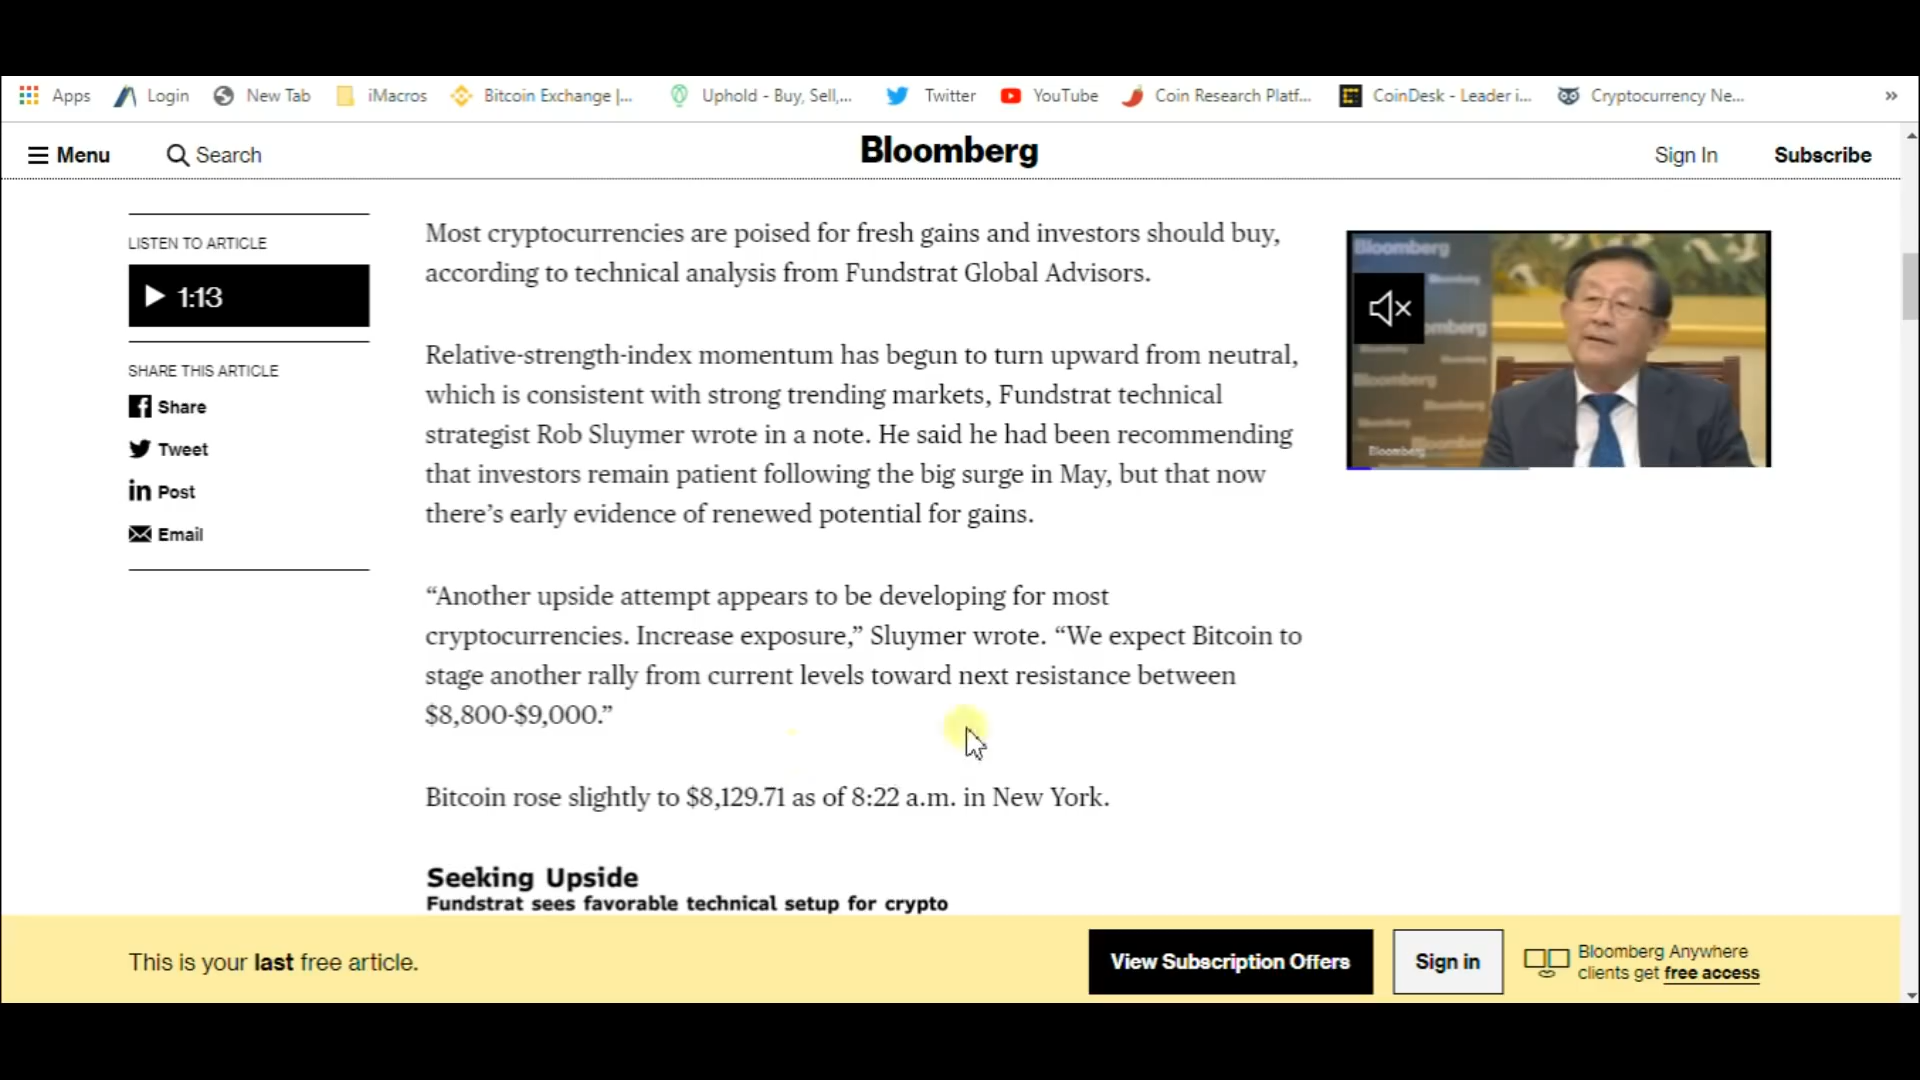 Apps Login New Tab iMacros Bitcoin Exchange |... Uphold - Buy, Sell,... Twitter YouTube Coin Research Platf... CoinDesk - Leader i... Cryptocurrency Ne... »
Menu Search Bloomberg Sign In Subscribe
LISTEN TO ARTICLE
1:13
SHARE THIS ARTICLE
Share
Tweet
Post
Email
Most cryptocurrencies are poised for fresh gains and investors should buy,
according to technical analysis from Fundstrat Global Advisors.
Relative-strength-index momentum has begun to turn upward from neutral,
which is consistent with strong trending markets, Fundstrat technical
strategist Rob Sluymer wrote in a note. He said he had been recommending
that investors remain patient following the big surge in May, but that now
there’s early evidence of renewed potential for gains.
“Another upside attempt appears to be developing for most
cryptocurrencies. Increase exposure,” Sluymer wrote. “We expect Bitcoin to
stage another rally from current levels toward next resistance between
$8,800-$9,000.”
Bitcoin rose slightly to $8,129.71 as of 8:22 a.m. in New York.
Seeking Upside
Fundstrat sees favorable technical setup for crypto
Bloomberg
Bloomberg
This is your last free article.
View Subscription Offers
Sign in
Bloomberg Anywhere
clients get free access